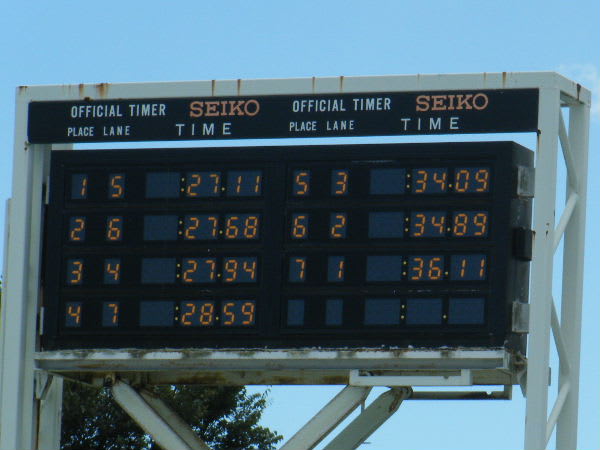 OFFICIAL TIMER SEIKO OFFICIAL TIMER SEIKO
PLACE LANE TIME PLACE LANE TIME
1 5 :27.11 5 3 :34.09
2 6 :27.68 6 2 :34.89
3 4 :27.94 7 1 :36.11
4 7 :28.59 :